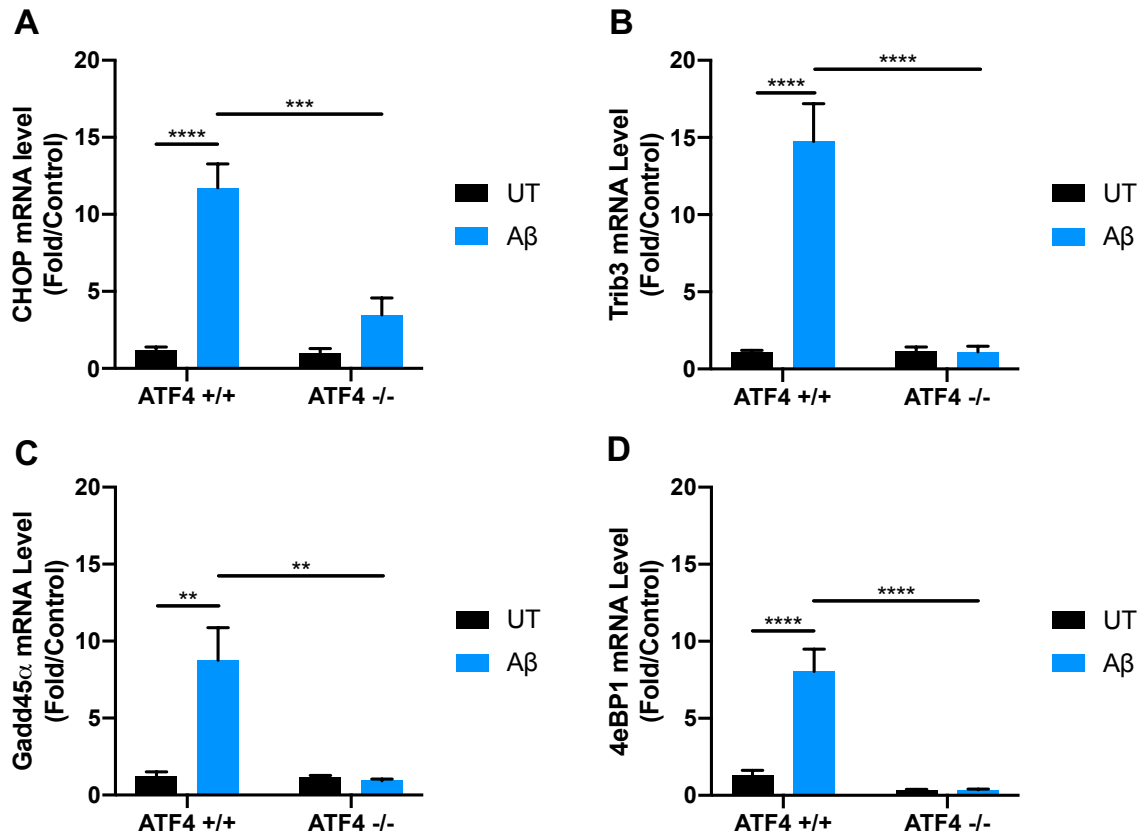 A
CHOP mRNA level
(Fold/Control)
20
15
10
5
0
****
***
ATF4 +/+
ATF4 -/-
UT
Aβ
B
Trib3 mRNA Level
(Fold/Control)
20
15
10
5
0
****
****
ATF4 +/+
ATF4 -/-
UT
Aβ
C
Gadd45α mRNA Level
(Fold/Control)
20
15
10
5
0
**
**
ATF4 +/+
ATF4 -/-
UT
Aβ
D
4eBP1 mRNA Level
(Fold/Control)
20
15
10
5
0
****
****
ATF4 +/+
ATF4 -/-
UT
Aβ